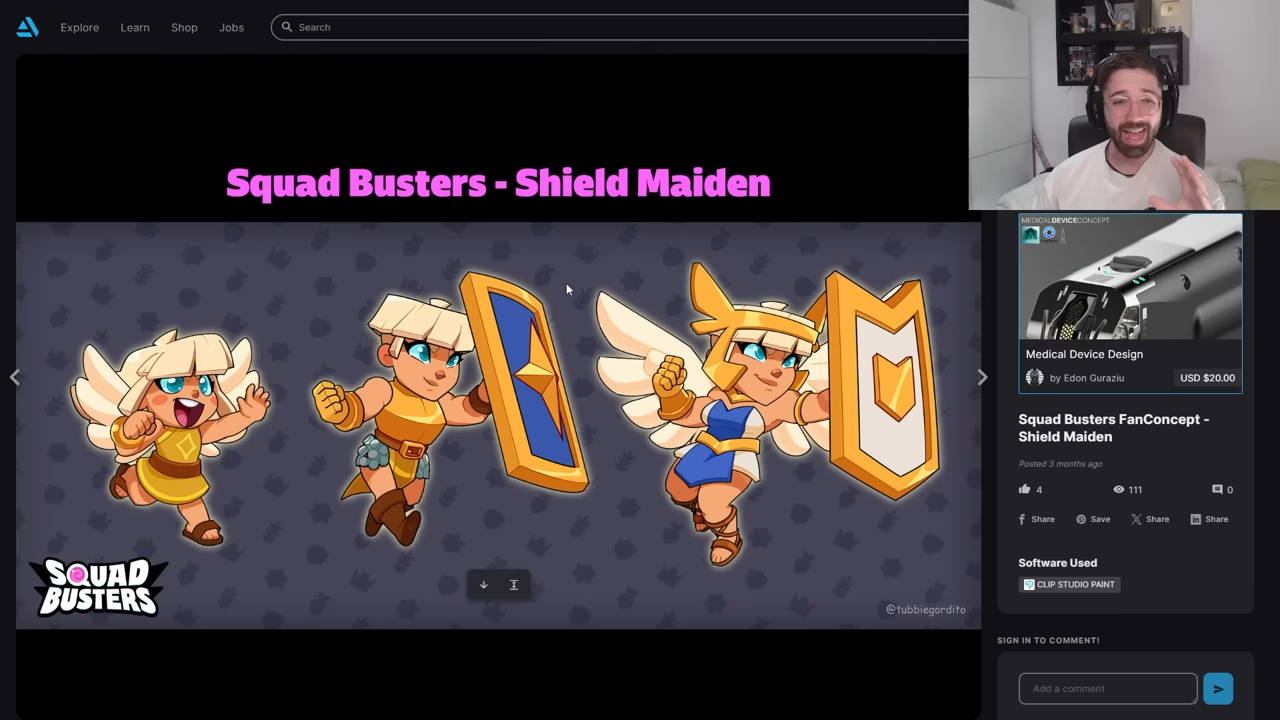 Explore
Learn
Shop
Jobs
Search
Squad Busters - Shield Maiden
SQUAD
BUSTERS
@tubbiegordito
MEDICALDEVICECONCEPT
Medical Device Design
by Edon Guraziu
USD $20.00
Squad Busters FanConcept -
Shield Maiden
Posted 3 months ago
4
111
0
Share
Save
Share
Share
Software Used
CLIP STUDIO PAINT
SIGN IN TO COMMENT!
Add a comment